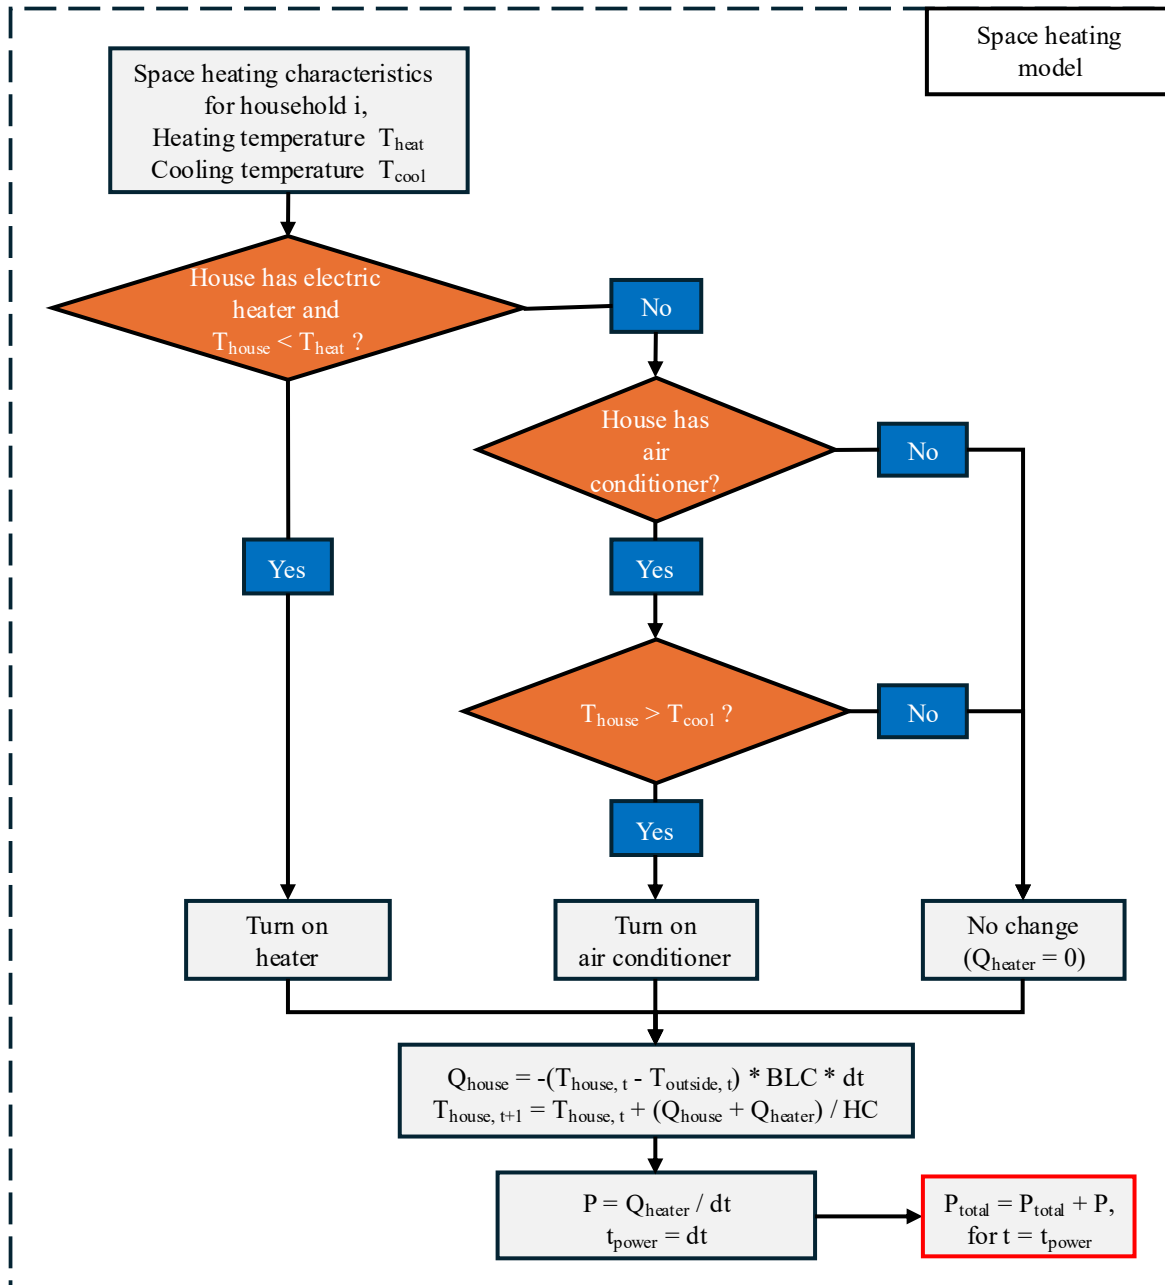 Space heating
model
Space heating characteristics
for household i,
Heating temperature T_heat
Cooling temperature T_cool
House has electric
heater and
T_house < T_heat ?
No
House has
air
conditioner?
No
Yes
Yes
T_house > T_cool ?
No
Yes
Turn on
heater
Turn on
air conditioner
No change
(Q_heater = 0)
Q_house = -(T_house, t - T_outside, t) * BLC * dt
T_house, t+1 = T_house, t + (Q_house + Q_heater) / HC
P = Q_heater / dt
t_power = dt
P_total = P_total + P,
for t = t_power